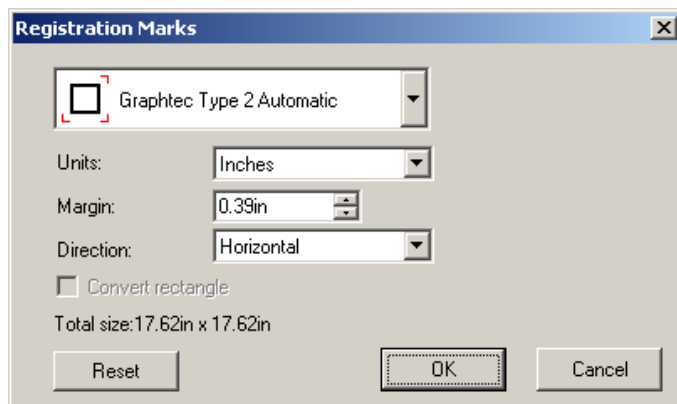 Registration Marks
Graphtec Type 2 Automatic
Units: Inches
Margin: 0.39in
Direction: Horizontal
Convert rectangle
Total size:17.62in x 17.62in
Reset OK Cancel